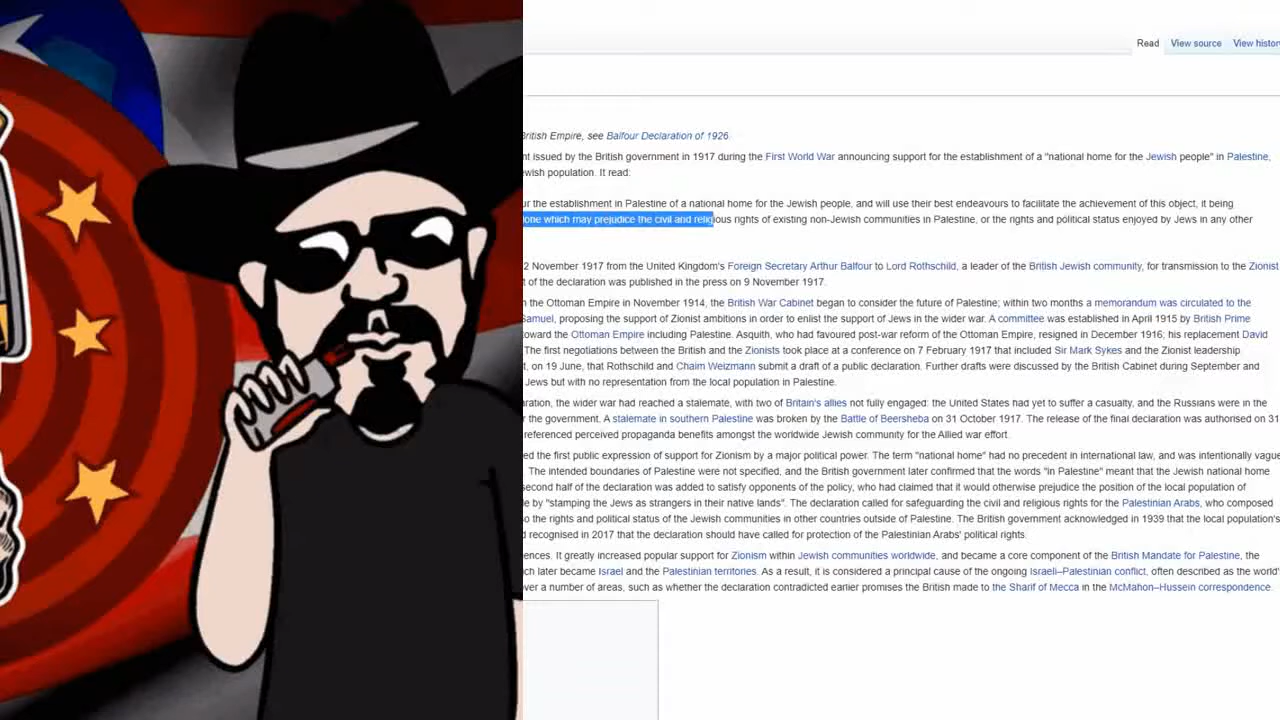 Read View source View histor
British Empire, see Balfour Declaration of 1926.
nt issued by the British government in 1917 during the First World War announcing support for the establishment of a "national home for the Jewish people" in Palestine,
ewish population. It read:
ur the establishment in Palestine of a national home for the Jewish people, and will use their best endeavours to facilitate the achievement of this object, it being
done which may prejudice the civil and religious rights of existing non-Jewish communities in Palestine, or the rights and political status enjoyed by Jews in any other
2 November 1917 from the United Kingdom's Foreign Secretary Arthur Balfour to Lord Rothschild, a leader of the British Jewish community, for transmission to the Zionist
t of the declaration was published in the press on 9 November 1917.
n the Ottoman Empire in November 1914, the British War Cabinet began to consider the future of Palestine; within two months a memorandum was circulated to the
Samuel, proposing the support of Zionist ambitions in order to enlist the support of Jews in the wider war. A committee was established in April 1915 by British Prime
toward the Ottoman Empire including Palestine. Asquith, who had favoured post-war reform of the Ottoman Empire, resigned in December 1916; his replacement David
The first negotiations between the British and the Zionists took place at a conference on 7 February 1917 that included Sir Mark Sykes and the Zionist leadership.
t, on 19 June, that Rothschild and Chaim Weizmann submit a draft of a public declaration. Further drafts were discussed by the British Cabinet during September and
Jews but with no representation from the local population in Palestine.
aration, the wider war had reached a stalemate, with two of Britain's allies not fully engaged: the United States had yet to suffer a casualty, and the Russians were in the
r the government. A stalemate in southern Palestine was broken by the Battle of Beersheba on 31 October 1917. The release of the final declaration was authorised on 31
referenced perceived propaganda benefits amongst the worldwide Jewish community for the Allied war effort.
ed the first public expression of support for Zionism by a major political power. The term "national home" had no precedent in international law, and was intentionally vague
The intended boundaries of Palestine were not specified, and the British government later confirmed that the words "in Palestine" meant that the Jewish national home
second half of the declaration was added to satisfy opponents of the policy, who had claimed that it would otherwise prejudice the position of the local population of
e by "stamping the Jews as strangers in their native lands". The declaration called for safeguarding the civil and religious rights for the Palestinian Arabs, who composed
o the rights and political status of the Jewish communities in other countries outside of Palestine. The British government acknowledged in 1939 that the local population's
d recognised in 2017 that the declaration should have called for protection of the Palestinian Arabs' political rights.
ences. It greatly increased popular support for Zionism within Jewish communities worldwide, and became a core component of the British Mandate for Palestine, the
ch later became Israel and the Palestinian territories. As a result, it is considered a principal cause of the ongoing Israeli–Palestinian conflict, often described as the world's
over a number of areas, such as whether the declaration contradicted earlier promises the British made to the Sharif of Mecca in the McMahon–Hussein correspondence.